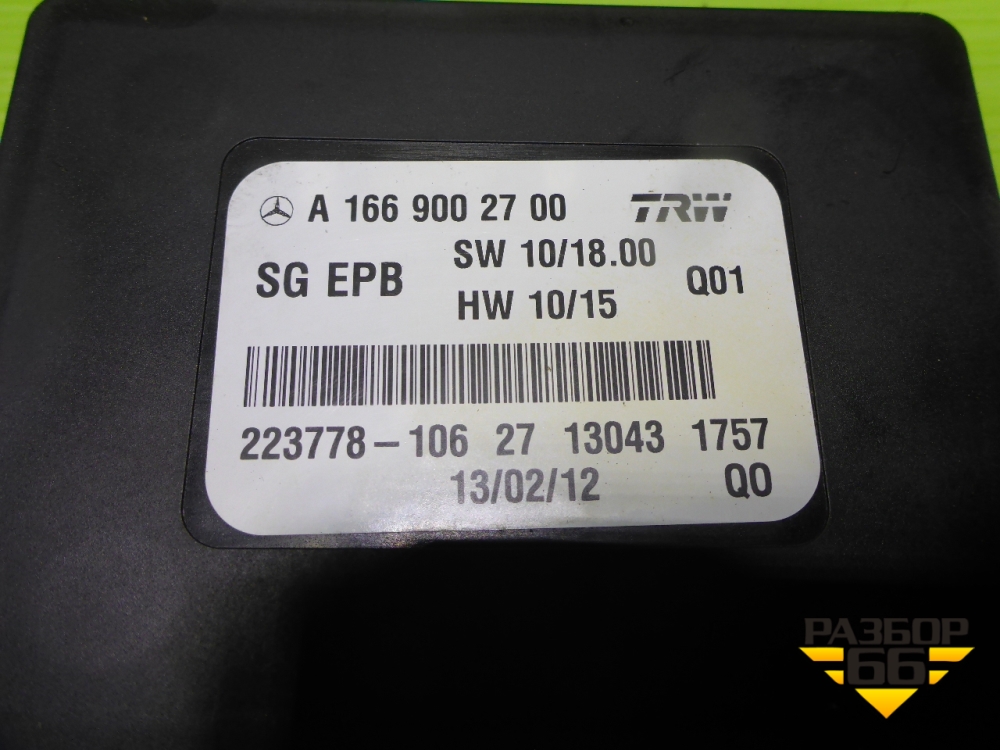 A 166 900 27 00 TRW
SW 10/18.00
SG EPB Q01
HW 10/15
223778-106 27 13043 1757
13/02/12 Q0
РАЗБОР
66